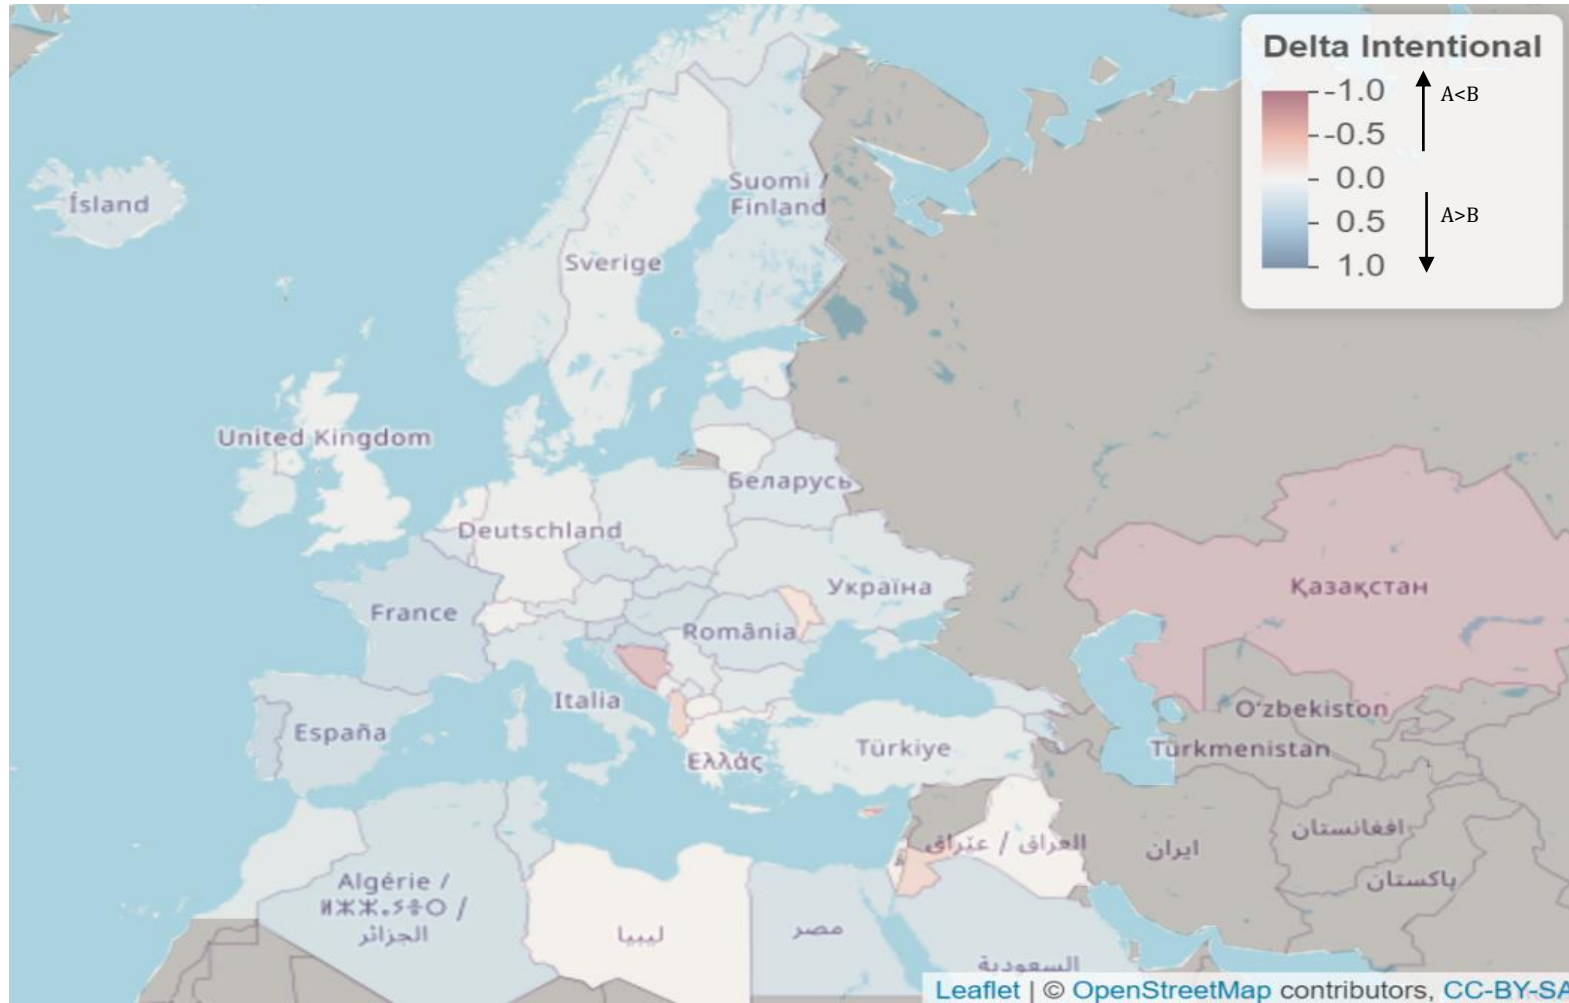 Delta Intentional
-1.0
A<B
-0.5
0.0
0.5
A>B
1.0
Ísland
Suomi /
Finland
Sverige
United Kingdom
Беларусь
Deutschland
Україна
Қазақстан
France
România
Italia
O'zbekiston
España
Türkiye
Türkmenistan
Ελλάς
افغانستان
العراق / عێراق
ایران
پاکستان
Algérie /
ⵍⵣⵣⴰⵢⴻⵔ /
الجزائر
ليبيا
مصر
السعودية
Leaflet | © OpenStreetMap contributors, CC-BY-SA